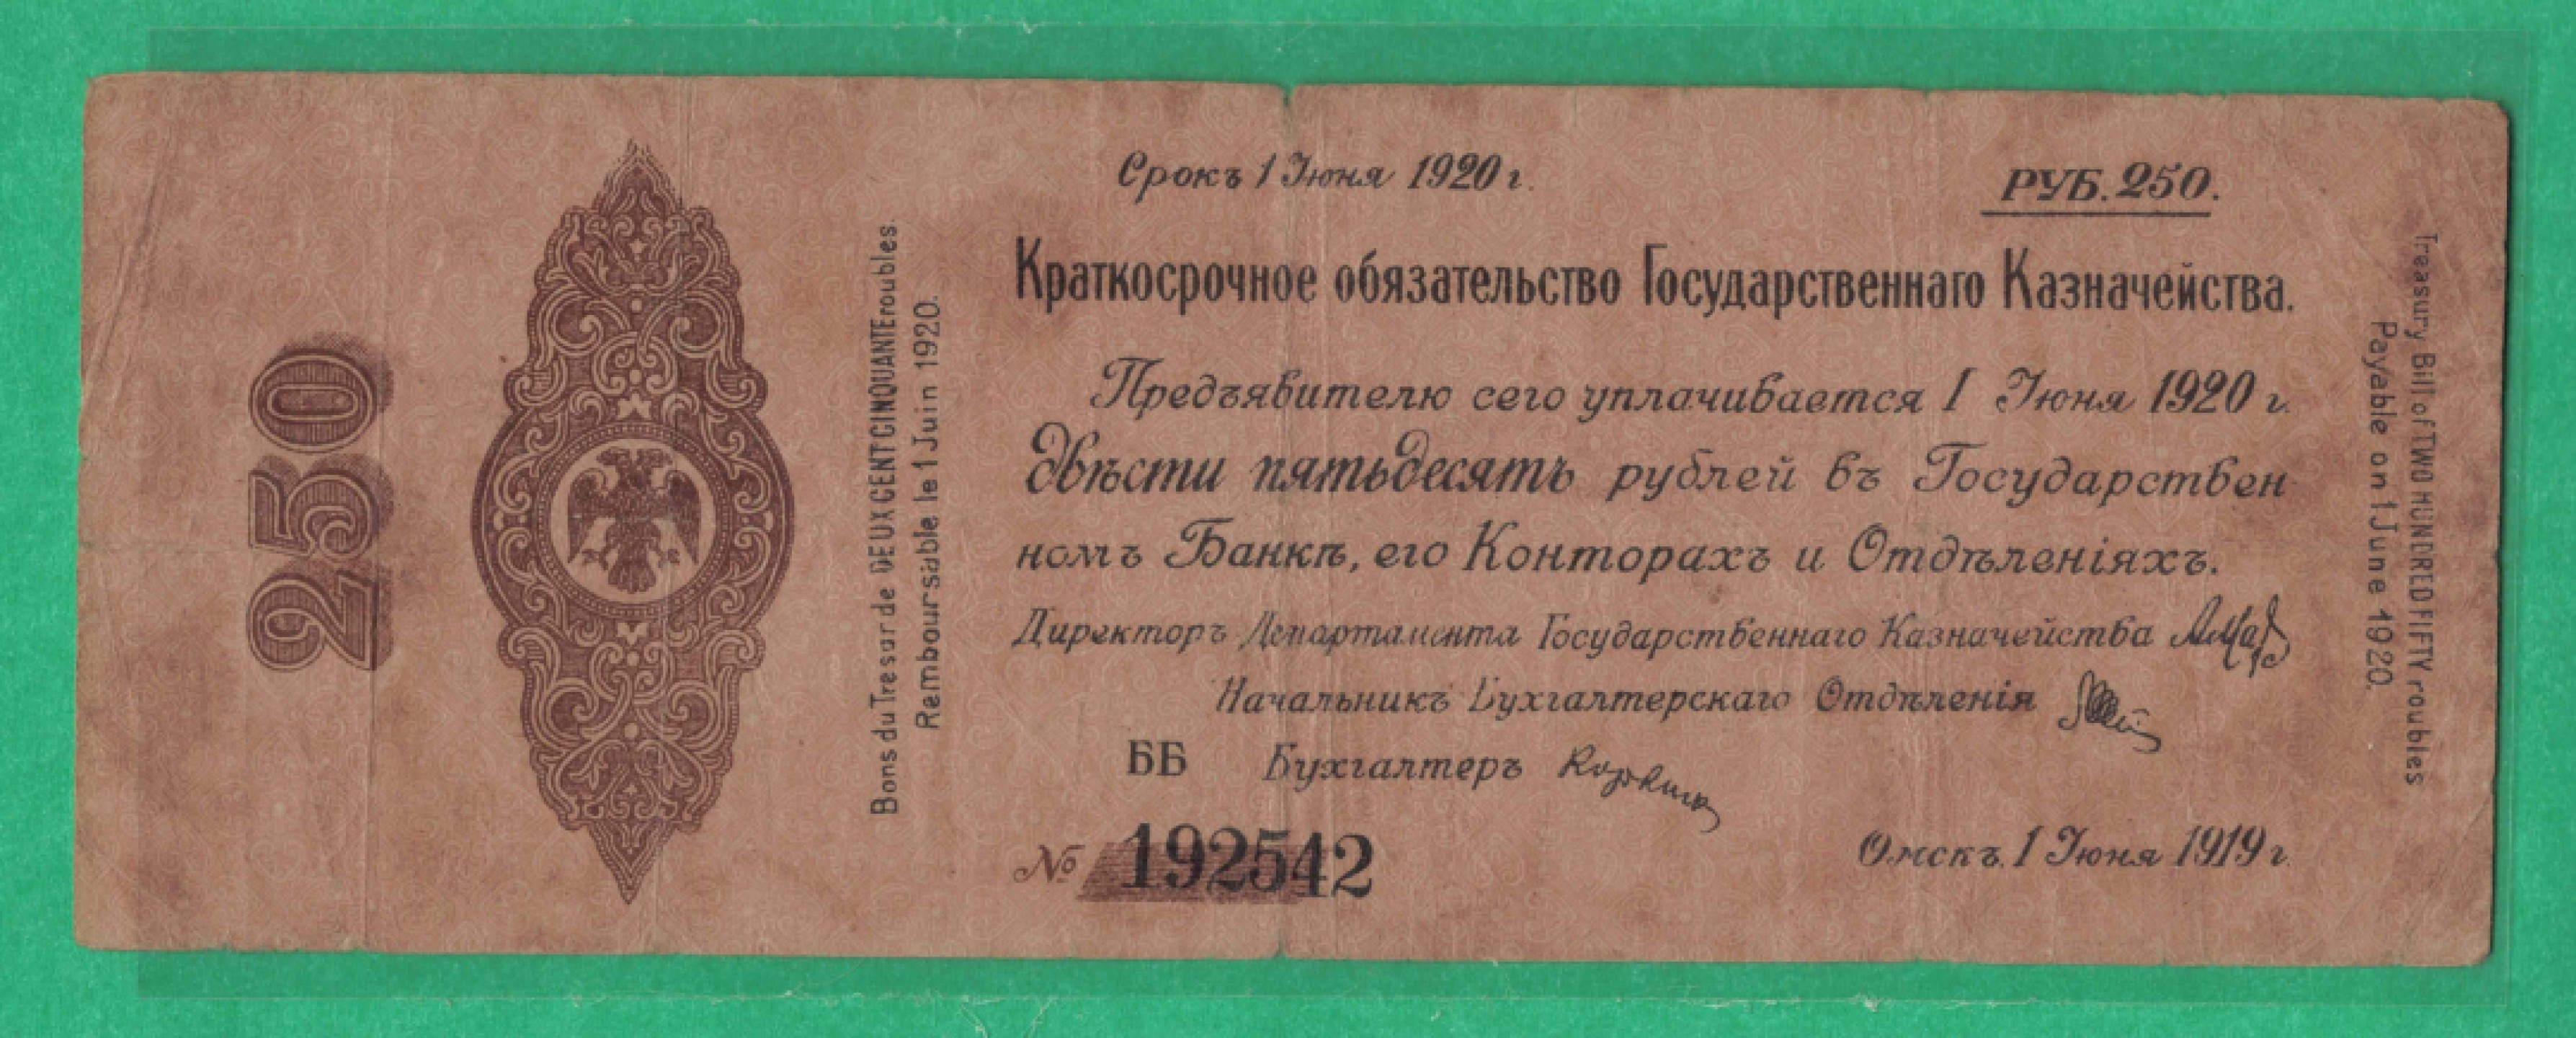 250
Bons du Tresor de DEUX CENT CINQUANTE roubles.
Remboursable le 1 Juin 1920.
Срокъ 1 Іюня 1920 г.
РУБ. 250.
Краткосрочное обязательство Государственнаго Казначейства.
Предъявителю сего уплачивается 1 Іюня 1920 г.
двѣсти пятьдесятъ рублей въ Государствен
номъ Банкѣ, его Конторахъ и Отдѣленіяхъ.
Директоръ Департамента Государственнаго Казначейства
Начальникъ Бухгалтерскаго Отдѣленія
ББ Бухгалтеръ
№ 192542
Омскъ. 1 Іюня 1919 г.
Treasury Bill of TWO HUNDRED FIFTY roubles
Payable on 1 June 1920.